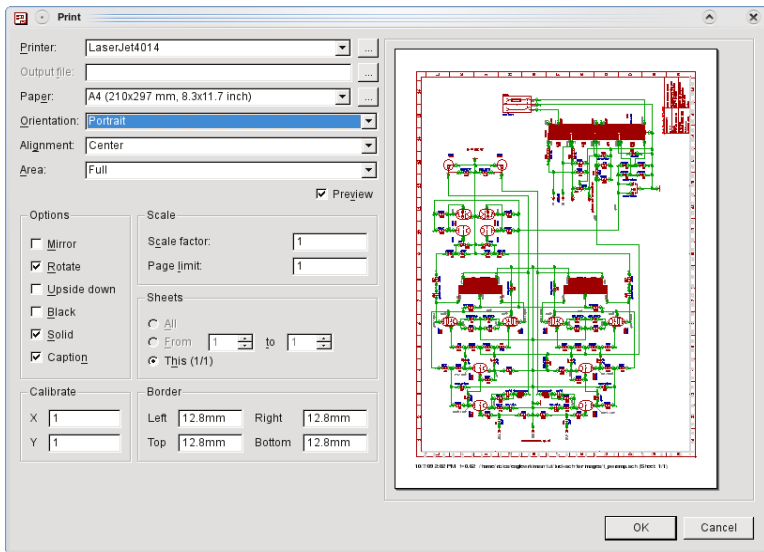 Print
Printer: LaserJet4014 ...
Output file: ...
Paper: A4 (210x297 mm, 8.3x11.7 inch) ...
Orientation: Portrait
Alignment: Center
Area: Full
Preview
Options
Mirror
Rotate
Upside down
Black
Solid
Caption
Scale
Scale factor: 1
Page limit: 1
Sheets
All
From 1 to 1
This (1/1)
Calibrate
X 1
Y 1
Border
Left 12.8mm Right 12.8mm
Top 12.8mm Bottom 12.8mm
(Sheet: 1/1)
OK Cancel